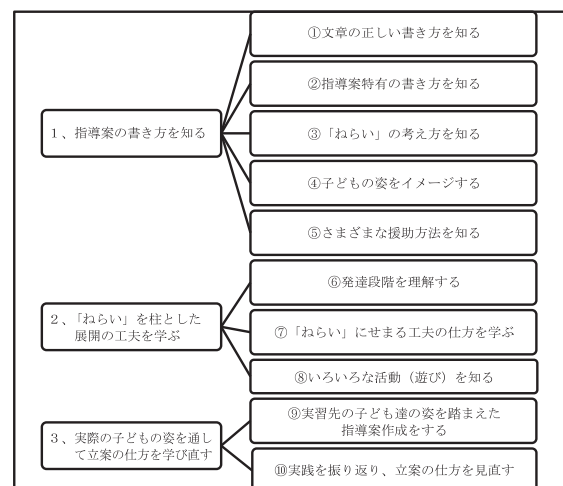 ①文章の正しい書き方を知る
②指導案特有の書き方を知る
1、指導案の書き方を知る
③「ねらい」の考え方を知る
④子どもの姿をイメージする
⑤さまざまな援助方法を知る
⑥発達段階を理解する
2、「ねらい」を柱とした
展開の工夫を学ぶ
⑦「ねらい」にせまる工夫の仕方を学ぶ
⑧いろいろな活動（遊び）を知る
⑨実習先の子ども達の姿を踏まえた
指導案作成をする
3、実際の子どもの姿を通し
て立案の仕方を学び直す
⑩実践を振り返り、立案の仕方を見直す